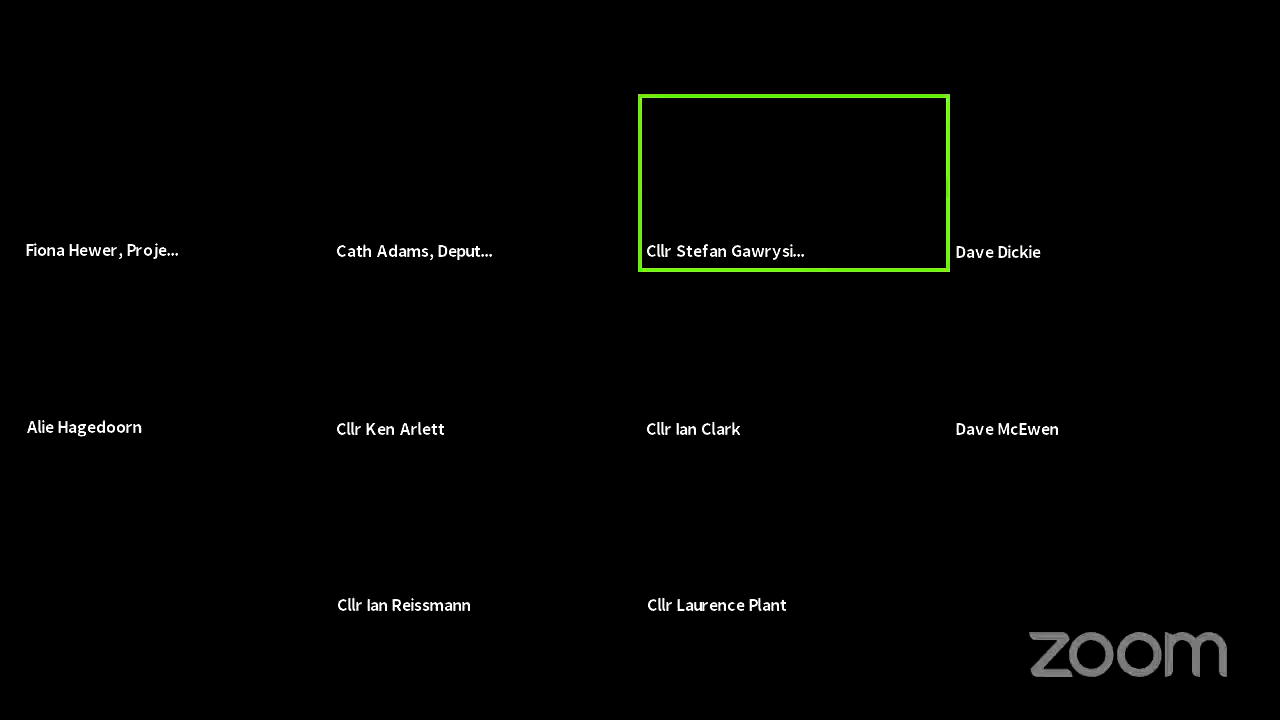 Fiona Hewer, Proje...
Cath Adams, Deput...
Cllr Stefan Gawrysi...
Dave Dickie
Alie Hagedoorn
Cllr Ken Arlett
Cllr Ian Clark
Dave McEwen
Cllr Ian Reissmann
Cllr Laurence Plant
zoom